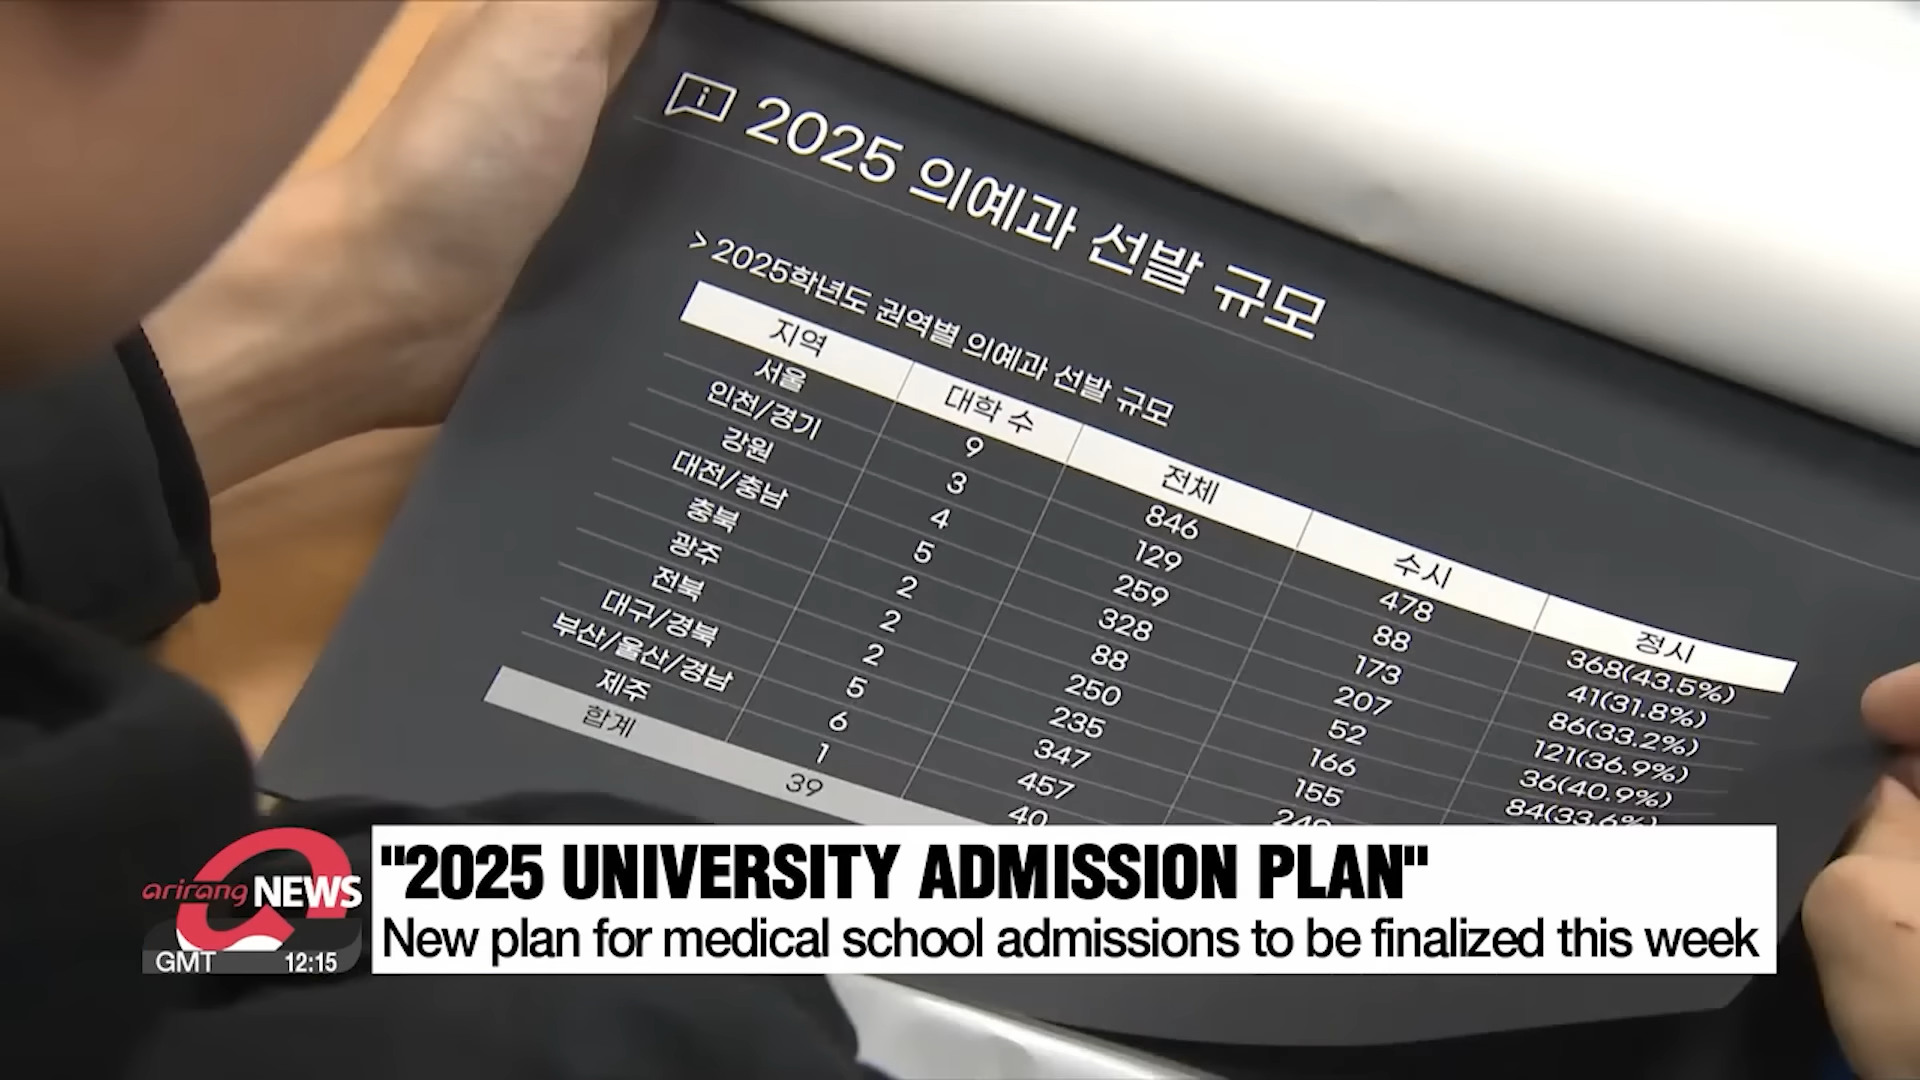 2025 의예과 선발 규모
> 2025학년도 권역별 의예과 선발 규모
지역 대학 수 전체 수시 정시
서울 9 846 478 368(43.5%)
인천/경기 3 129 88 41(31.8%)
강원 4 259 173 86(33.2%)
대전/충남 5 328 207 121(36.9%)
충북 2 88 52 36(40.9%)
광주 2 250 166 84(33.6%)
전북 2 235 155
대구/경북 5 347
부산/울산/경남 6 457
제주 1 40
합계 39
"2025 UNIVERSITY ADMISSION PLAN"
New plan for medical school admissions to be finalized this week
arirang NEWS
GMT 12:15